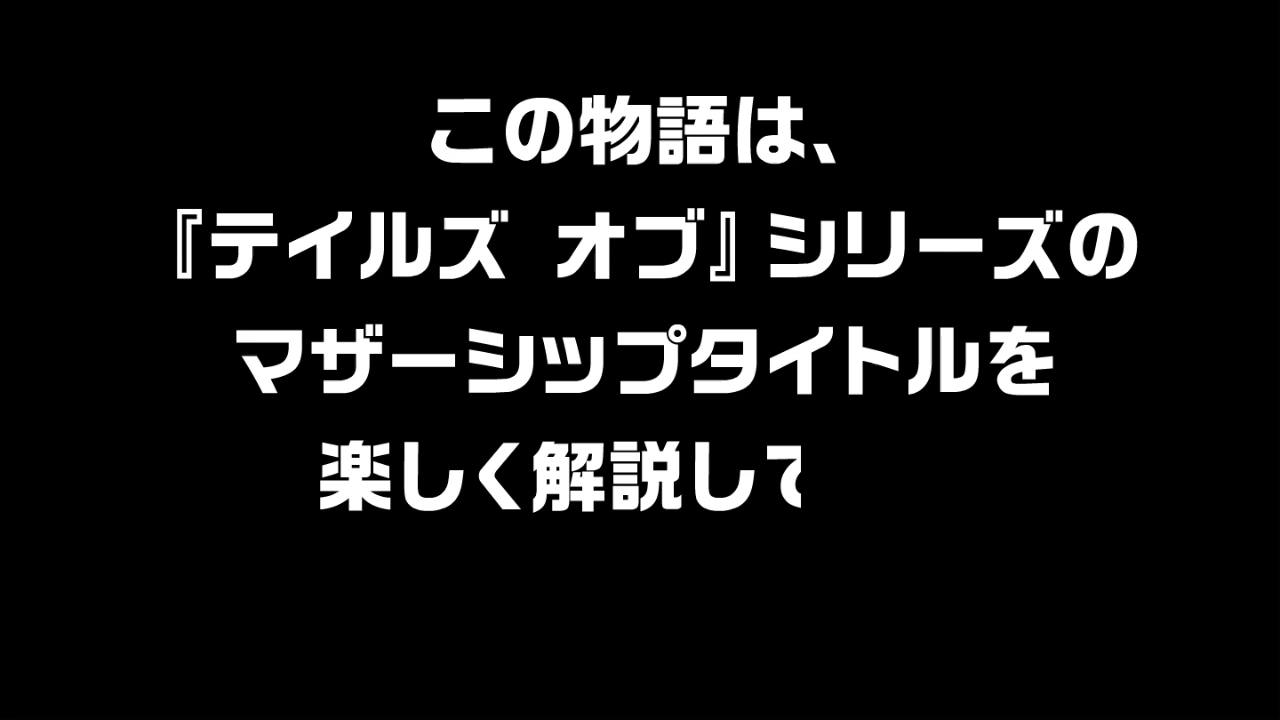 この物語は、
『テイルズ オブ』シリーズの
マザーシップタイトルを
楽しく解説して